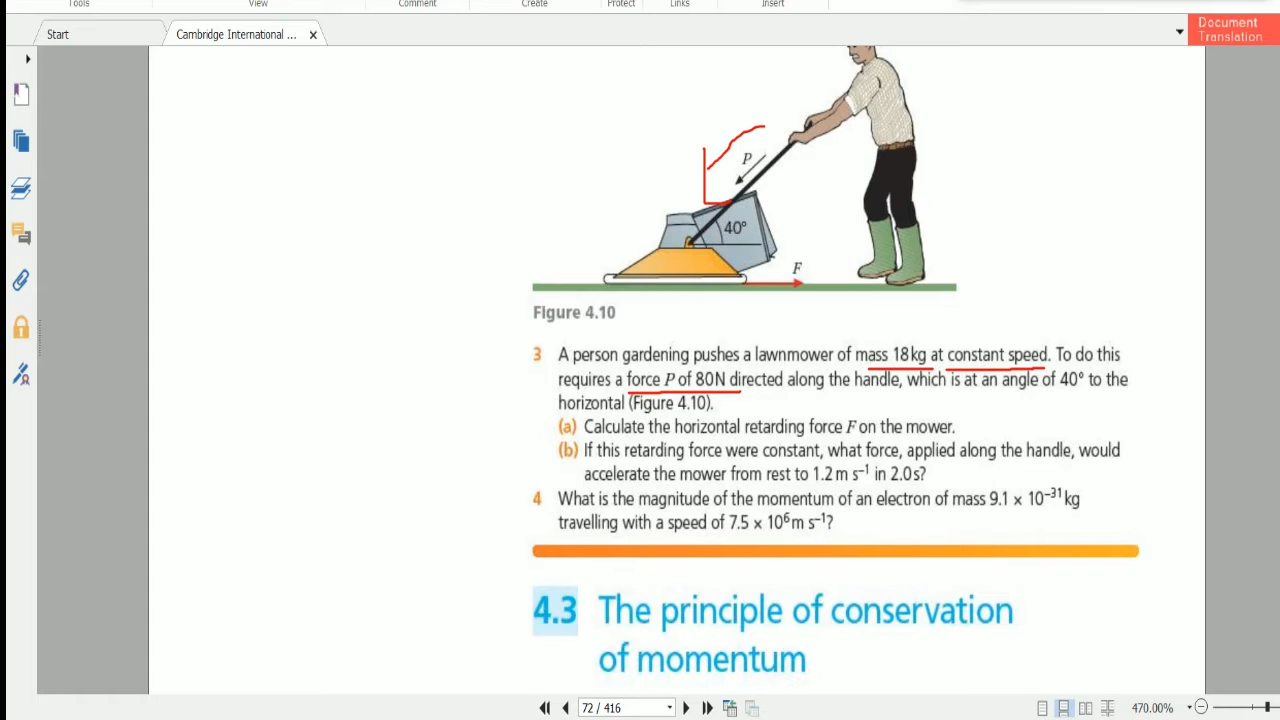 Tools View Comment Create Protect Links Insert
Start Cambridge International ...
Document
Translation
P
40°
F
Figure 4.10
3 A person gardening pushes a lawnmower of mass 18 kg at constant speed. To do this
requires a force P of 80 N directed along the handle, which is at an angle of 40° to the
horizontal (Figure 4.10).
(a) Calculate the horizontal retarding force F on the mower.
(b) If this retarding force were constant, what force, applied along the handle, would
accelerate the mower from rest to 1.2 m s⁻¹ in 2.0 s?
4 What is the magnitude of the momentum of an electron of mass 9.1 × 10⁻³¹ kg
travelling with a speed of 7.5 × 10⁶ m s⁻¹?
4.3 The principle of conservation
of momentum
72 / 416
470.00%